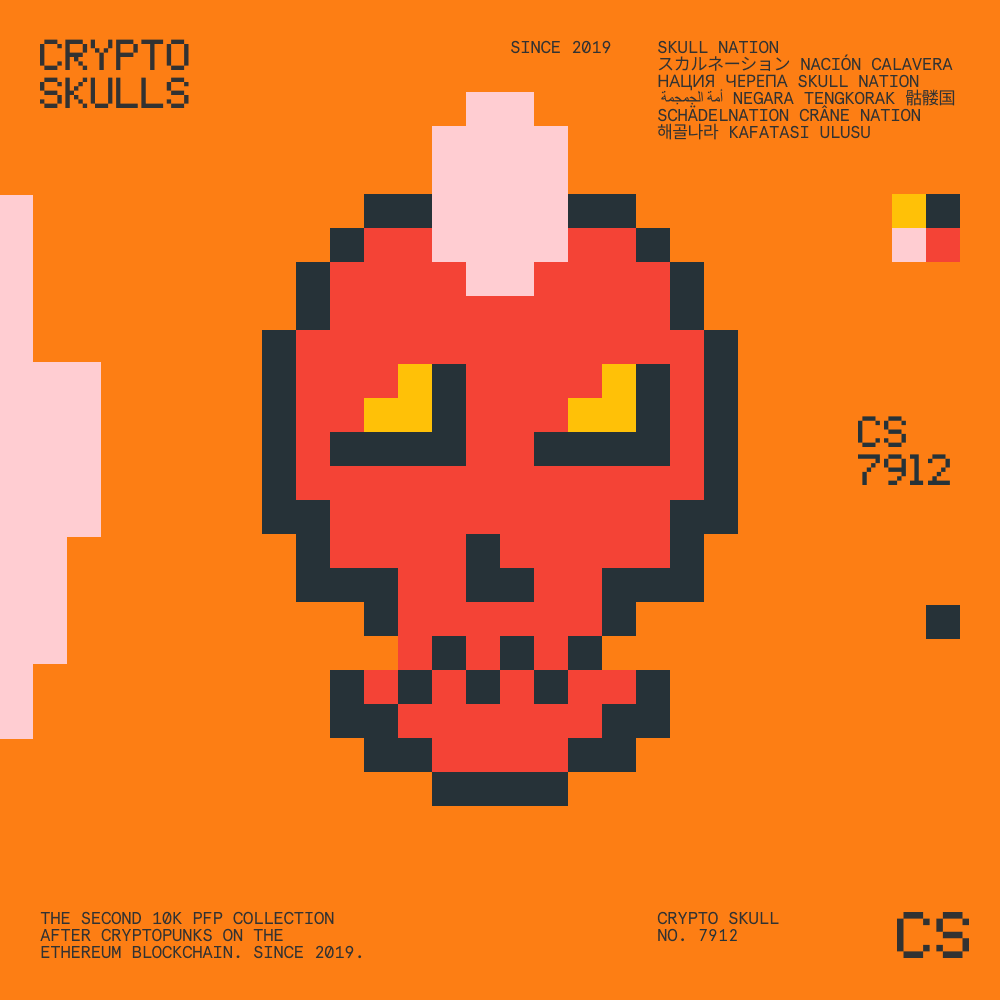 CRYPTO
SKULLS
SINCE 2019
SKULL NATION
スカルネーション NACIÓN CALAVERA
НАЦИЯ ЧЕРЕПА SKULL NATION
أمة الجمجمة NEGARA TENGKORAK 骷髅国
SCHÄDELNATION CRÂNE NATION
해골나라 KAFATASI ULUSU
CS
7912
THE SECOND 10K PFP COLLECTION
AFTER CRYPTOPUNKS ON THE
ETHEREUM BLOCKCHAIN. SINCE 2019.
CRYPTO SKULL
NO. 7912
CS